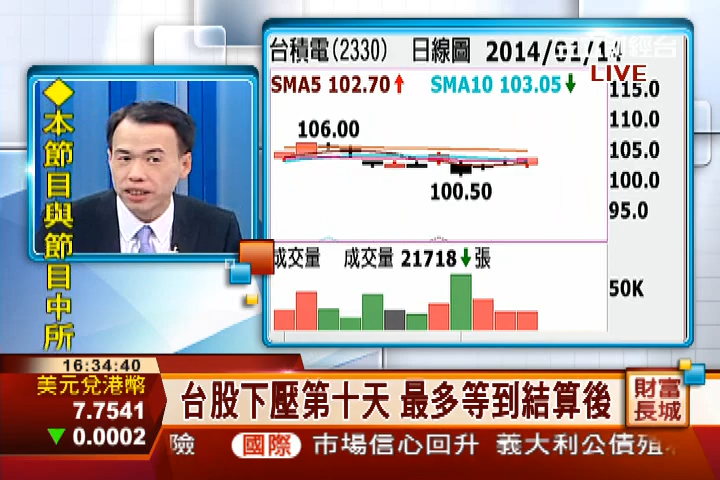 台積電(2330) 日線圖 2014/01/14
LIVE
SMA5 102.70 SMA10 103.05
115.0
110.0
105.0
100.0
95.0
106.00
100.50
成交量 成交量 21718 張
50K
◆本節目與節目中所
16:34:40
美元兌港幣
7.7541
▼ 0.0002
台股下壓第十天 最多等到結算後
財富
長城
險 國際 市場信心回升 義大利公債殖